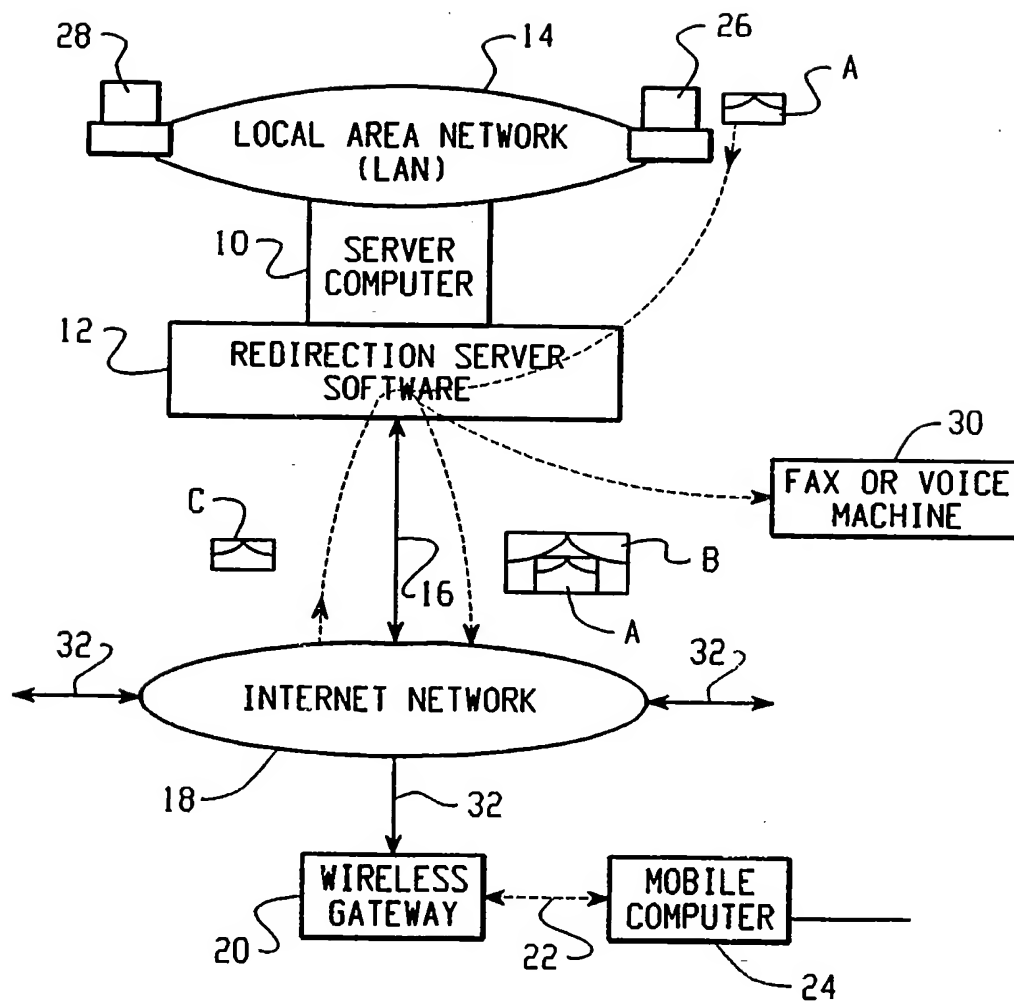 28
14
26
A
LOCAL AREA NETWORK
(LAN)
10
SERVER
COMPUTER
12
REDIRECTION SERVER
SOFTWARE
30
FAX OR VOICE
MACHINE
C
B
16
A
32
32
INTERNET NETWORK
18
32
WIRELESS
GATEWAY
MOBILE
COMPUTER
20
22
24